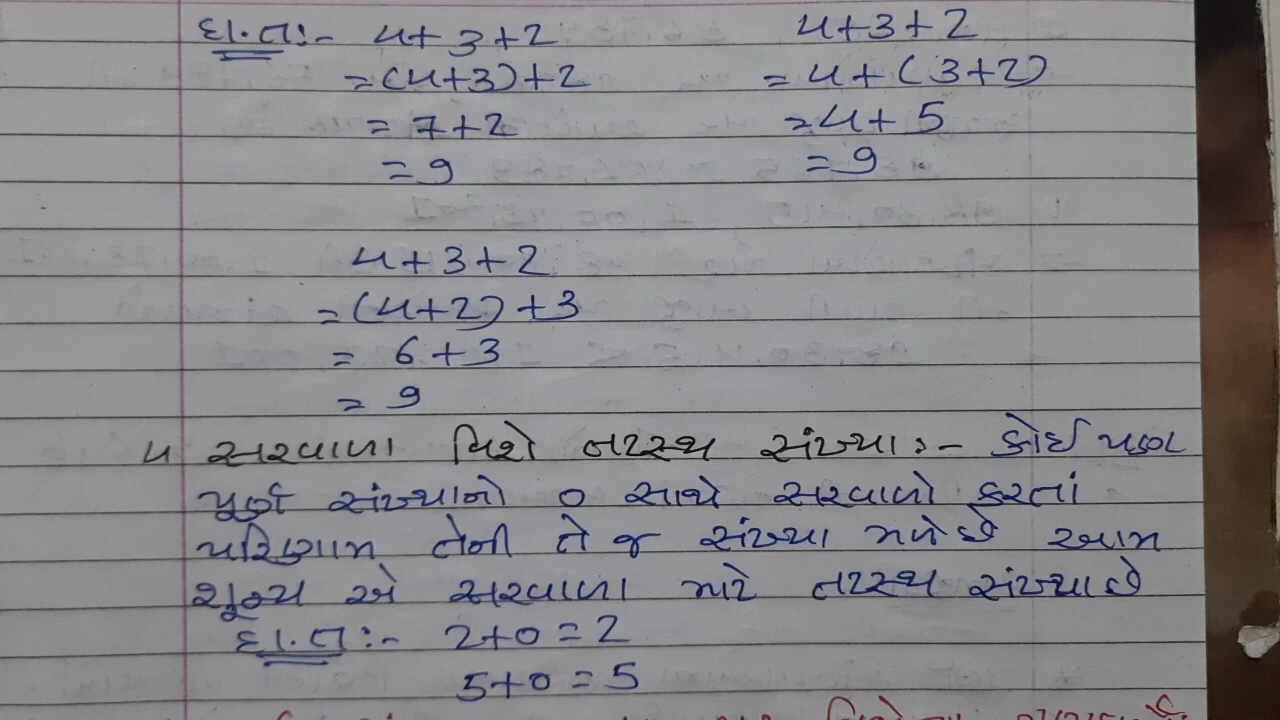 દા.ત :- 4+3+2 4+3+2
=(4+3)+2 = 4+(3+2)
= 7+2 =4+5
= 9 = 9
4+3+2
=(4+2)+3
= 6+3
= 9
4 સરવાળા વિશે તટસ્થ સંખ્યા :- કોઈ પણ
પૂર્ણ સંખ્યાનો 0 સાથે સરવાળો કરતાં
પરિણામ તેની તે જ સંખ્યા મળે છે આમ
શૂન્ય એ સરવાળા માટે તટસ્થ સંખ્યા છે
દા.ત :- 2+0=2
5+0=5